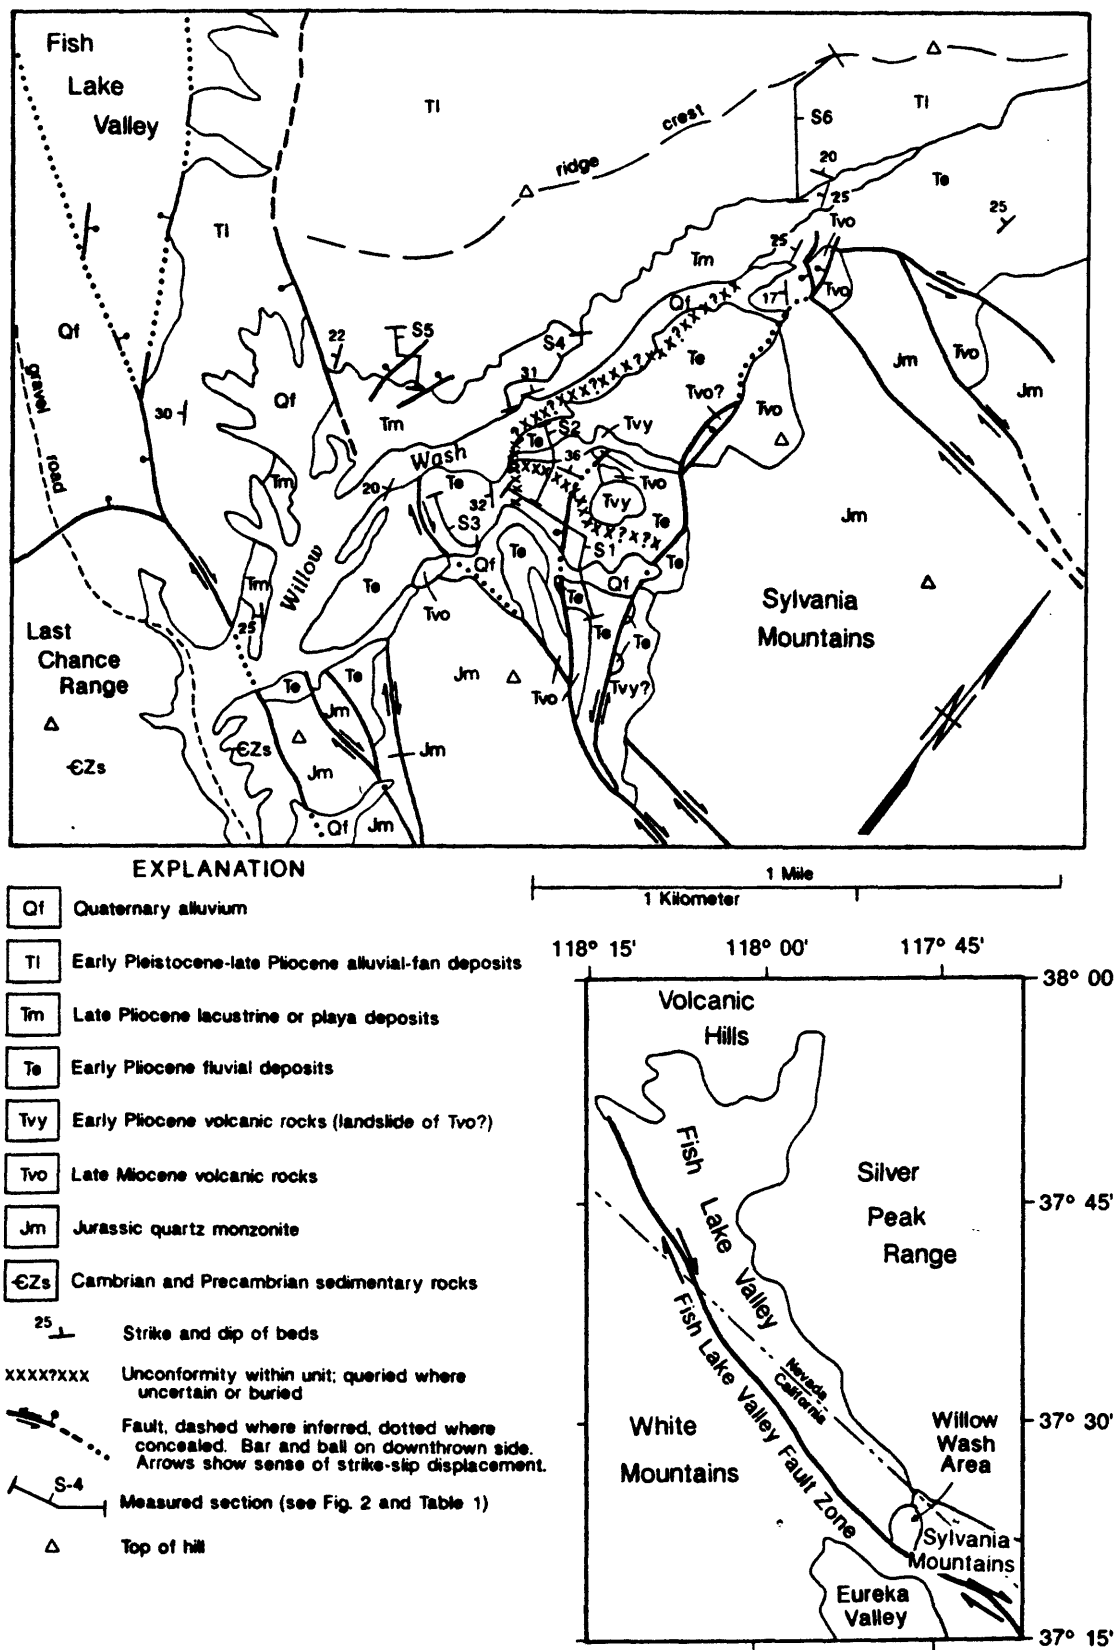 Fish
Lake
Valley
Tl
ridge
crest
S6
Tl
20
25
Te
25
Tvo
25
Tl
Tm
Qf
17
Tvo
Qf
22
S5
S4
Te
Jm
Tvo
Jm
gravel
road
30
Qf
31
Tvo?
Tvo
Tm
Te
S2
Tvy
Wash
36
Tvo
20
Te
32
S3
Tvy
Te
Jm
Tm
S1
Te
Willow
Te
Qf
Te
Qf
Tm
25
Tvo
Te
Te
Te
Sylvania
Mountains
Last
Chance
Range
Te
Te
Jm
Tvo
Tvy?
Jm
ЄZs
ЄZs
Jm
Jm
Qf
Jm
EXPLANATION
Qf Quaternary alluvium
Tl Early Pleistocene-late Pliocene alluvial-fan deposits
Tm Late Pliocene lacustrine or playa deposits
Te Early Pliocene fluvial deposits
Tvy Early Pliocene volcanic rocks (landslide of Tvo?)
Tvo Late Miocene volcanic rocks
Jm Jurassic quartz monzonite
ЄZs Cambrian and Precambrian sedimentary rocks
25 Strike and dip of beds
XXXX?XXX Unconformity within unit; queried where
uncertain or buried
Fault, dashed where inferred, dotted where
concealed. Bar and ball on downthrown side.
Arrows show sense of strike-slip displacement.
S-4 Measured section (see Fig. 2 and Table 1)
Top of hill
1 Mile
1 Kilometer
118° 15' 118° 00' 117° 45'
38° 00
Volcanic
Hills
Fish Lake Valley
Silver
Peak
Range
37° 45'
Fish Lake Valley Fault Zone
Nevada
California
White
Mountains
37° 30'
Willow
Wash
Area
Sylvania
Mountains
Eureka
Valley
37° 15'